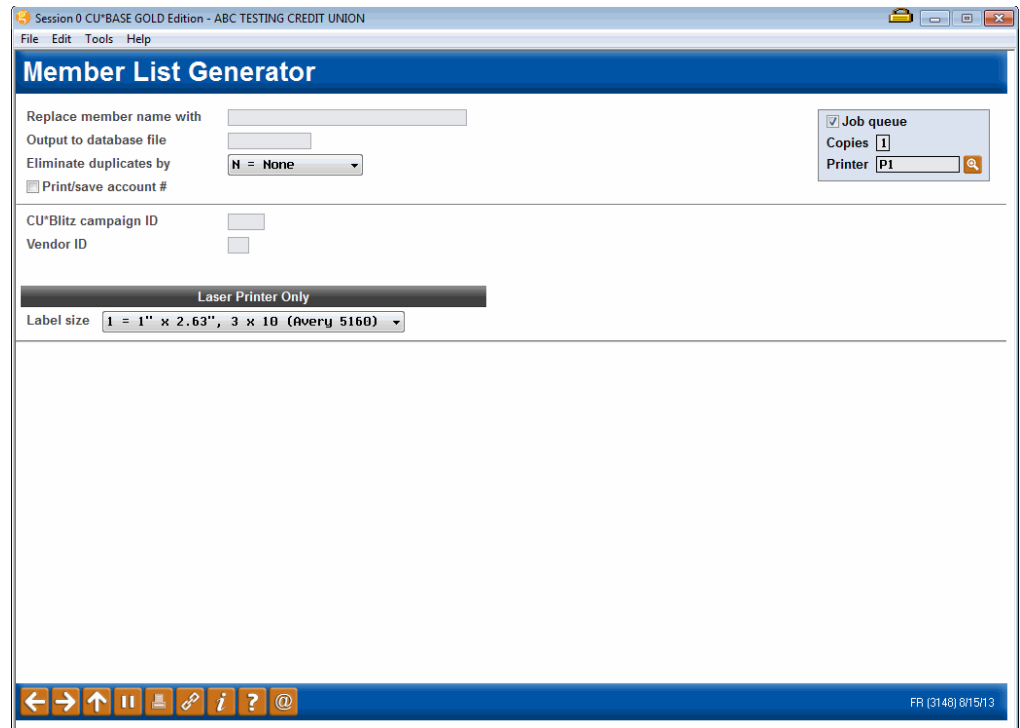 Session 0 CU*BASE GOLD Edition - ABC TESTING CREDIT UNION
File Edit Tools Help
Member List Generator
Replace member name with
Output to database file
Eliminate duplicates by N = None
Print/save account #
Job queue
Copies 1
Printer P1
CU*Blitz campaign ID
Vendor ID
Laser Printer Only
Label size 1 = 1" x 2.63", 3 x 10 (Avery 5160)
FR (3148) 8/15/13